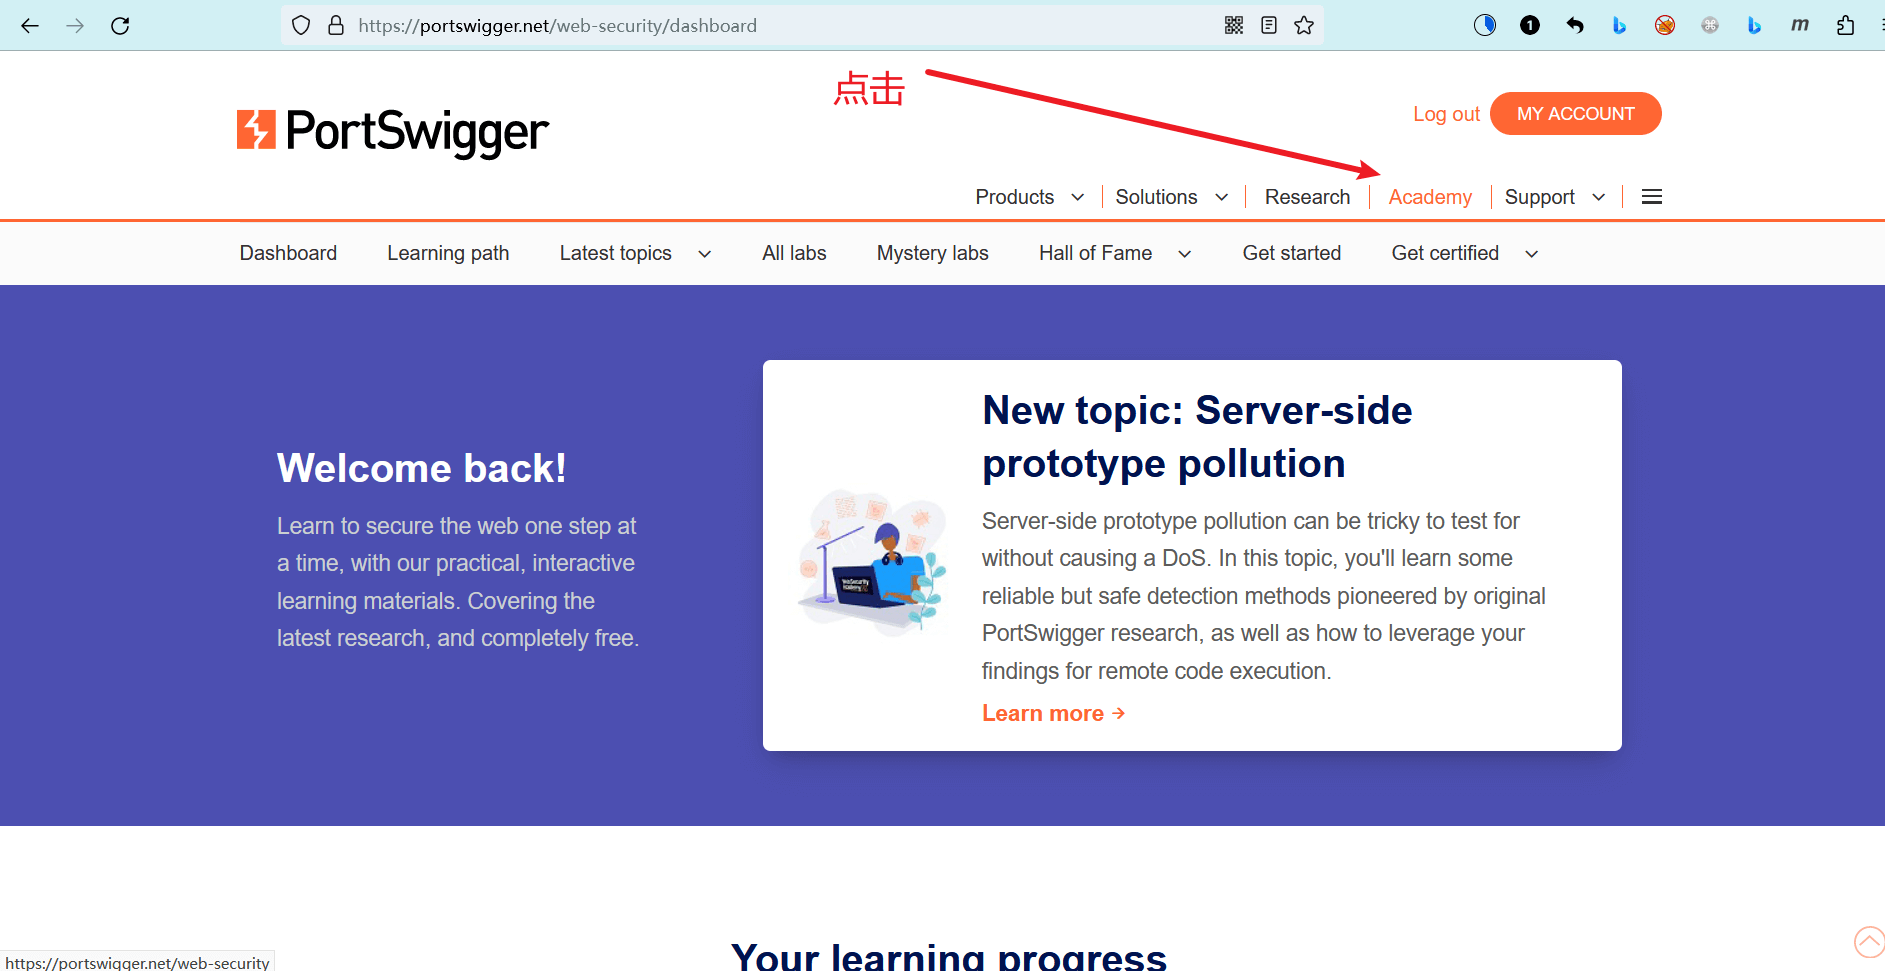 https://portswigger.net/web-security/dashboard
点击
Log out
MY ACCOUNT
PortSwigger
Products
Solutions
Research
Academy
Support
Dashboard
Learning path
Latest topics
All labs
Mystery labs
Hall of Fame
Get started
Get certified
Welcome back!
Learn to secure the web one step at
a time, with our practical, interactive
learning materials. Covering the
latest research, and completely free.
New topic: Server-side
prototype pollution
Server-side prototype pollution can be tricky to test for
without causing a DoS. In this topic, you'll learn some
reliable but safe detection methods pioneered by original
PortSwigger research, as well as how to leverage your
findings for remote code execution.
Learn more →
WebSecurity
Academy
Your learning progress
https://portswigger.net/web-security